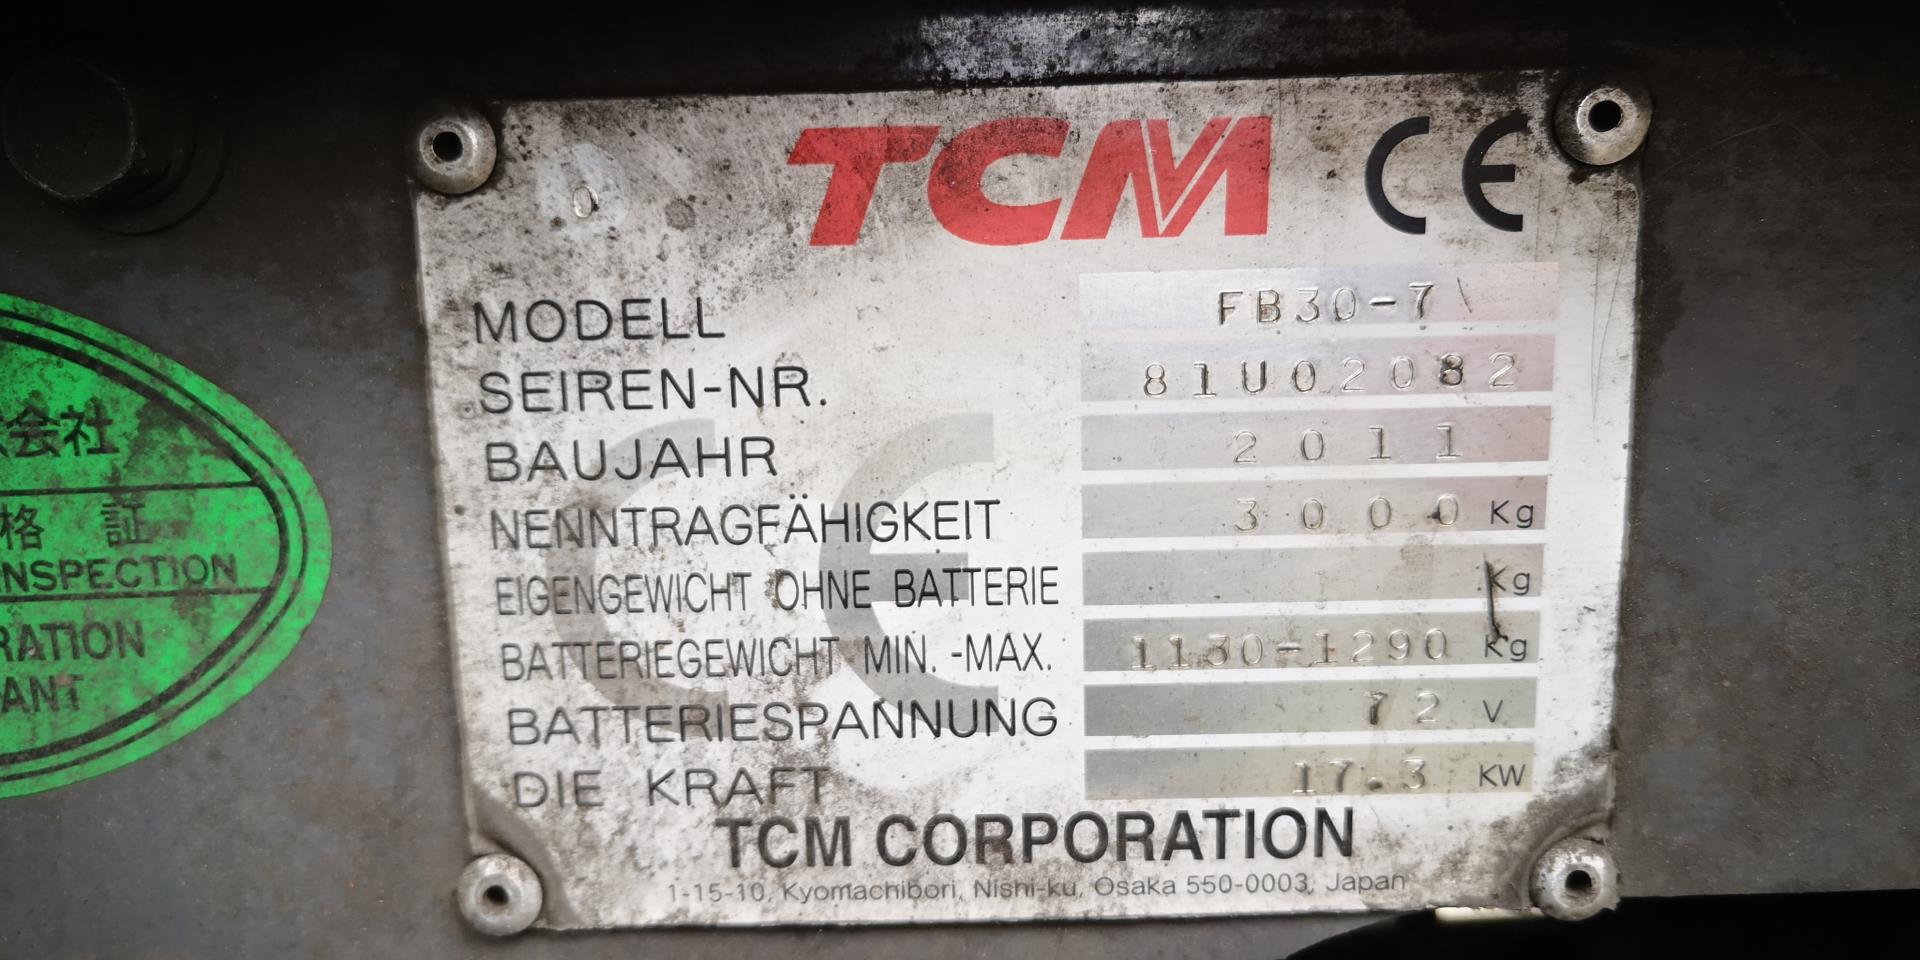 TCM CE
0
MODELL FB30-7
SEIREN-NR. 81U02082
BAUJAHR 2011
NENNTRAGFÄHIGKEIT 3000 Kg
EIGENGEWICHT OHNE BATTERIE Kg
BATTERIEGEWICHT MIN. -MAX. 1130-1290 Kg
BATTERIESPANNUNG 72 V
DIE KRAFT 17.3 KW
TCM CORPORATION
1-15-10, Kyomachibori, Nishi-ku, Osaka 550-0003, Japan
会社
格 証
NSPECTION
RATION
ANT